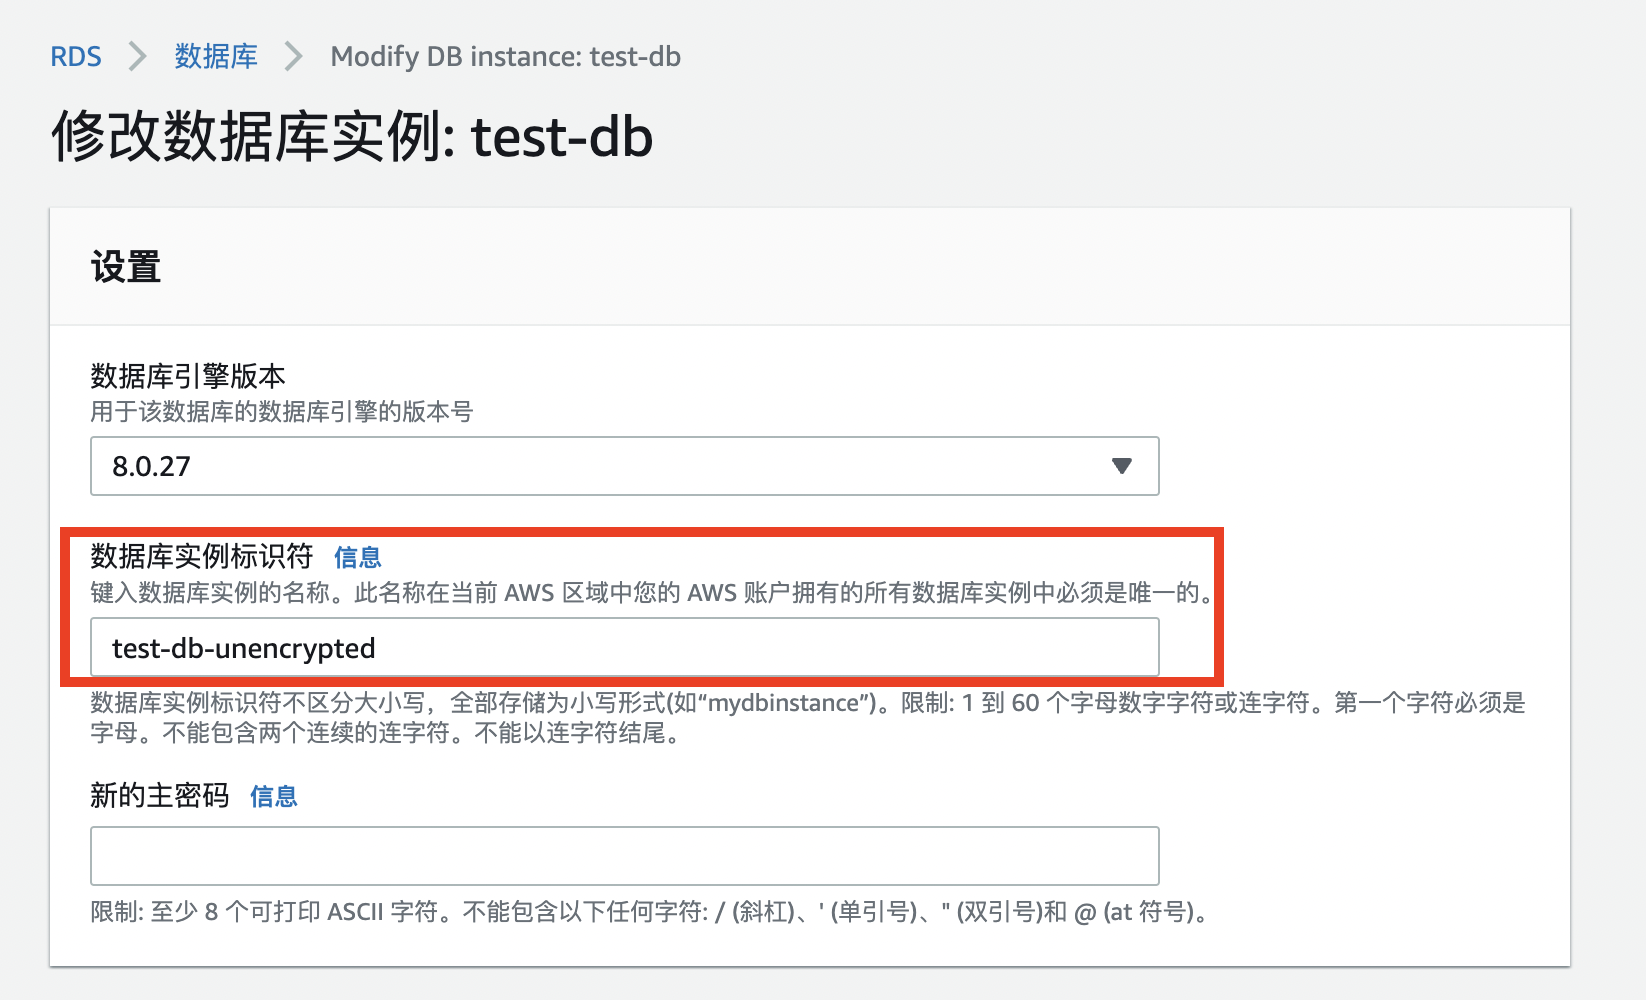 RDS > 数据库 > Modify DB instance: test-db
修改数据库实例: test-db
设置
数据库引擎版本
用于该数据库的数据库引擎的版本号
8.0.27
数据库实例标识符 信息
键入数据库实例的名称。此名称在当前 AWS 区域中您的 AWS 账户拥有的所有数据库实例中必须是唯一的。
test-db-unencrypted
数据库实例标识符不区分大小写，全部存储为小写形式(如“mydbinstance”)。限制: 1 到 60 个字母数字字符或连字符。第一个字符必须是
字母。不能包含两个连续的连字符。不能以连字符结尾。
新的主密码 信息
限制: 至少 8 个可打印 ASCII 字符。不能包含以下任何字符: / (斜杠)、' (单引号)、" (双引号)和 @ (at 符号)。